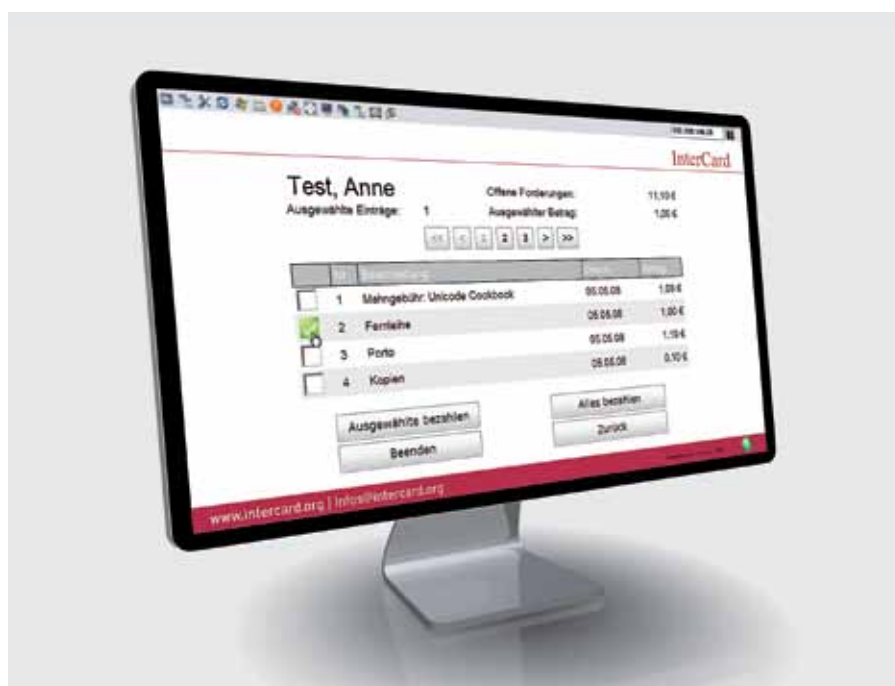 InterCard
Test, Anne
Offene Forderungen: 11,10 €
Ausgewählte Einträge: 1 Ausgewählter Betrag: 1,00 €
<< < 1 2 3 > >>
Nr.
1 Mahngebühr: Unicode Cookbook 05.05.08 1,00 €
2 Fernleihe 05.05.08 1,00 €
3 Porto 05.05.08 1,10 €
4 Kopien 05.05.08 0,10 €
Ausgewählte bezahlen Alles bezahlen
Beenden Zurück
www.intercard.org | info@intercard.org